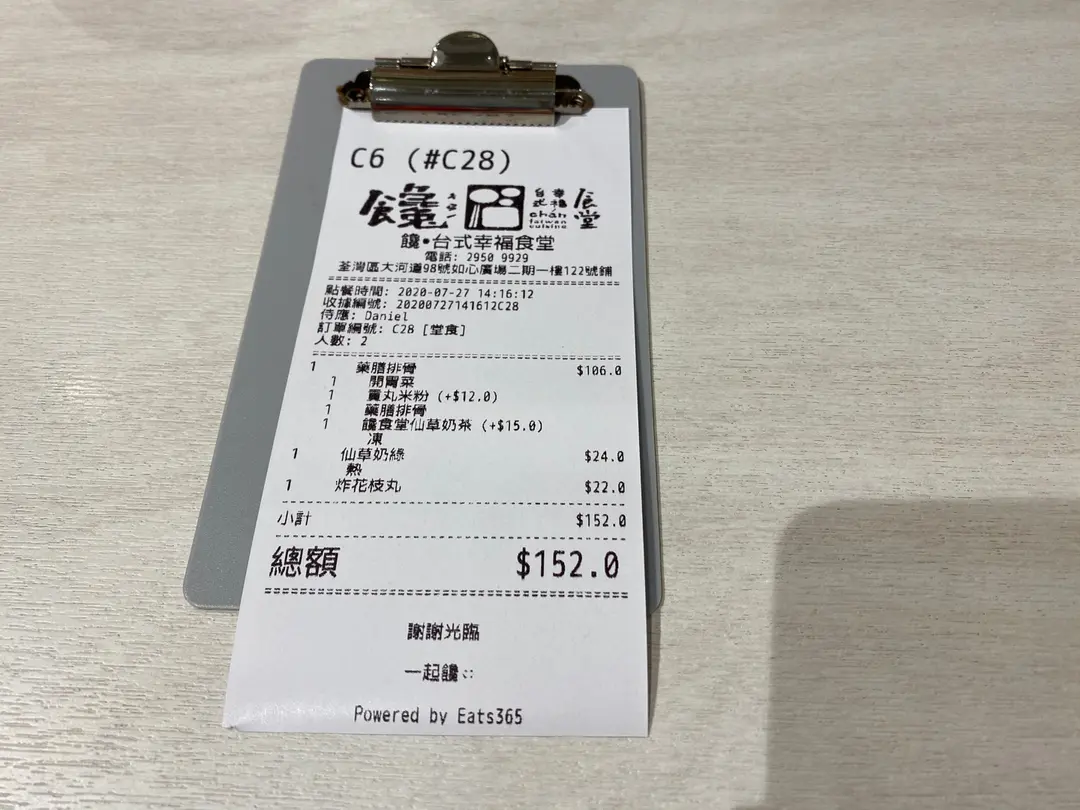 C6 (#C28)
饞 食堂
台式 幸福
chán
taiwan
cuisine
饞•台式幸福食堂
電話: 2950 9929
荃灣區大河道98號如心廣場二期一樓122號鋪
點餐時間: 2020-07-27 14:16:12
收據編號: 20200727141612C28
侍應: Daniel
訂單編號: C28 [堂食]
人數: 2
1 藥膳排骨 $106.0
1 開胃菜
1 貢丸米粉 (+$12.0)
1 藥膳排骨
1 饞食堂仙草奶茶 (+$15.0)
凍
1 仙草奶綠 $24.0
熱
1 炸花枝丸 $22.0
小計 $152.0
總額 $152.0
謝謝光臨
一起饞::
Powered by Eats365